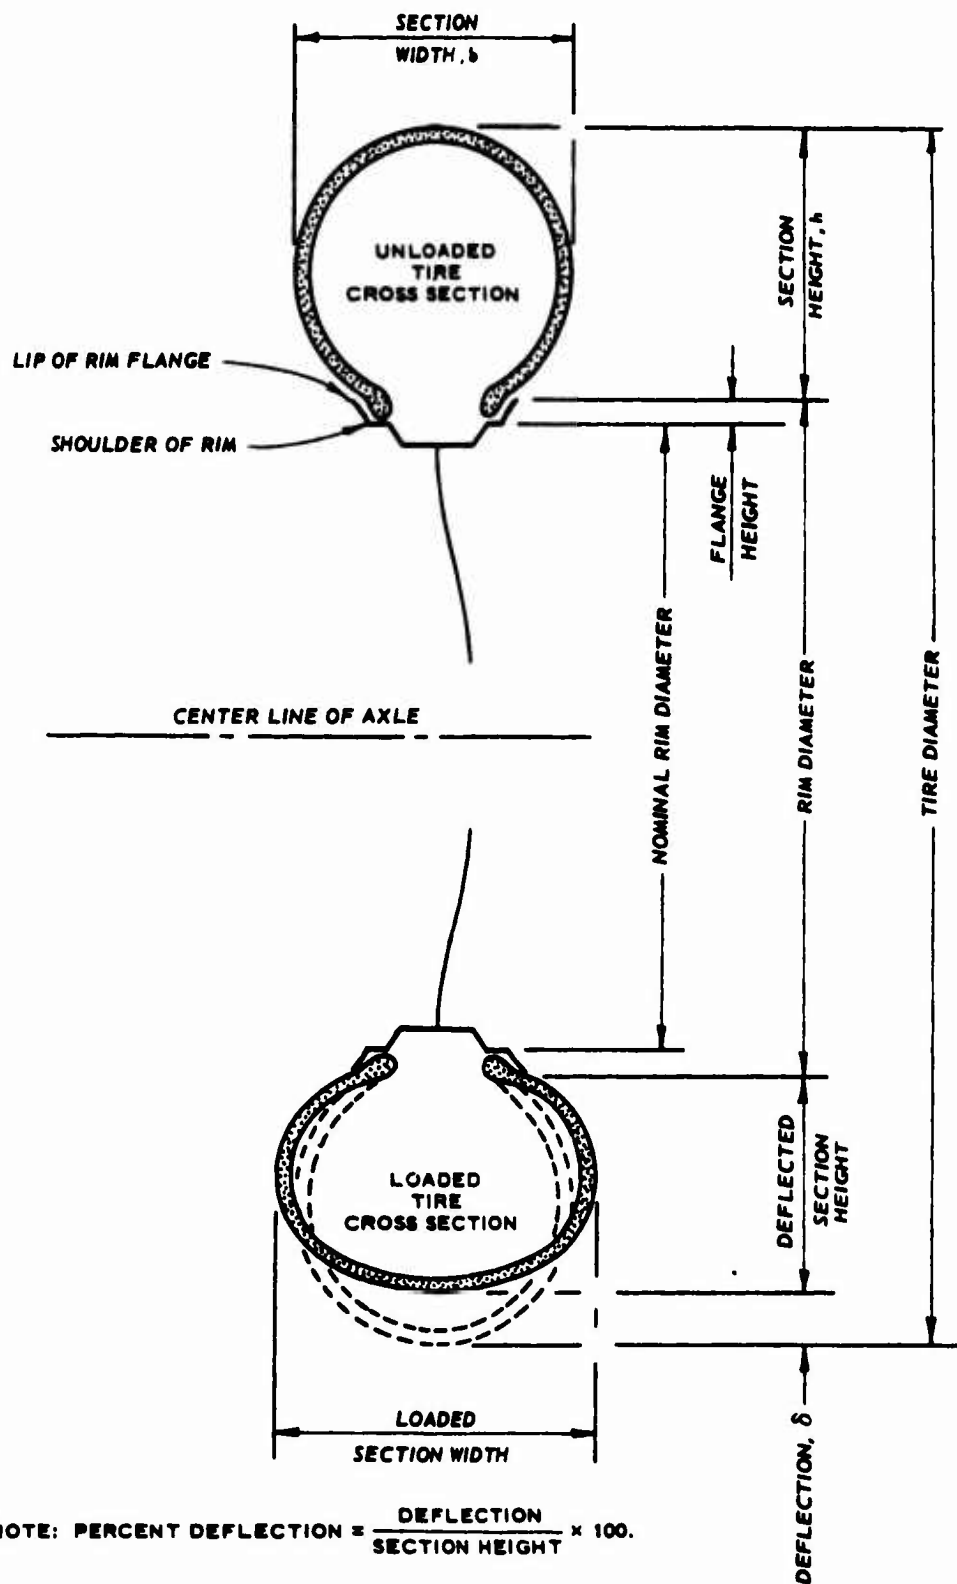 SECTION
WIDTH, b
UNLOADED
TIRE
CROSS SECTION
SECTION
HEIGHT, h
LIP OF RIM FLANGE
SHOULDER OF RIM
FLANGE
HEIGHT
CENTER LINE OF AXLE
NOMINAL RIM DIAMETER
RIM DIAMETER
TIRE DIAMETER
LOADED
TIRE
CROSS SECTION
DEFLECTED
SECTION
HEIGHT
LOADED
SECTION WIDTH
DEFLECTION, δ
NOTE: PERCENT DEFLECTION = DEFLECTION / SECTION HEIGHT × 100.